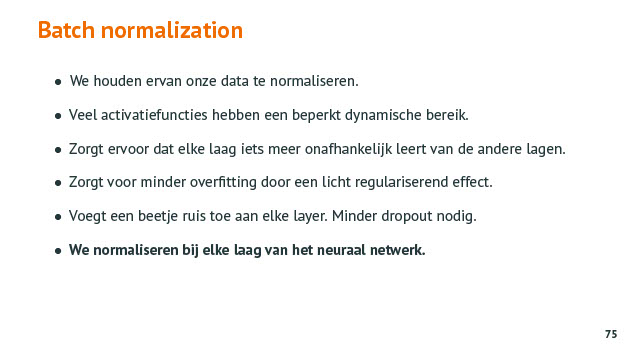 Batch normalization
● We houden ervan onze data te normaliseren.
● Veel activatiefuncties hebben een beperkt dynamische bereik.
● Zorgt ervoor dat elke laag iets meer onafhankelijk leert van de andere lagen.
● Zorgt voor minder overfitting door een licht regulariserend effect.
● Voegt een beetje ruis toe aan elke layer. Minder dropout nodig.
● We normaliseren bij elke laag van het neuraal netwerk.
75